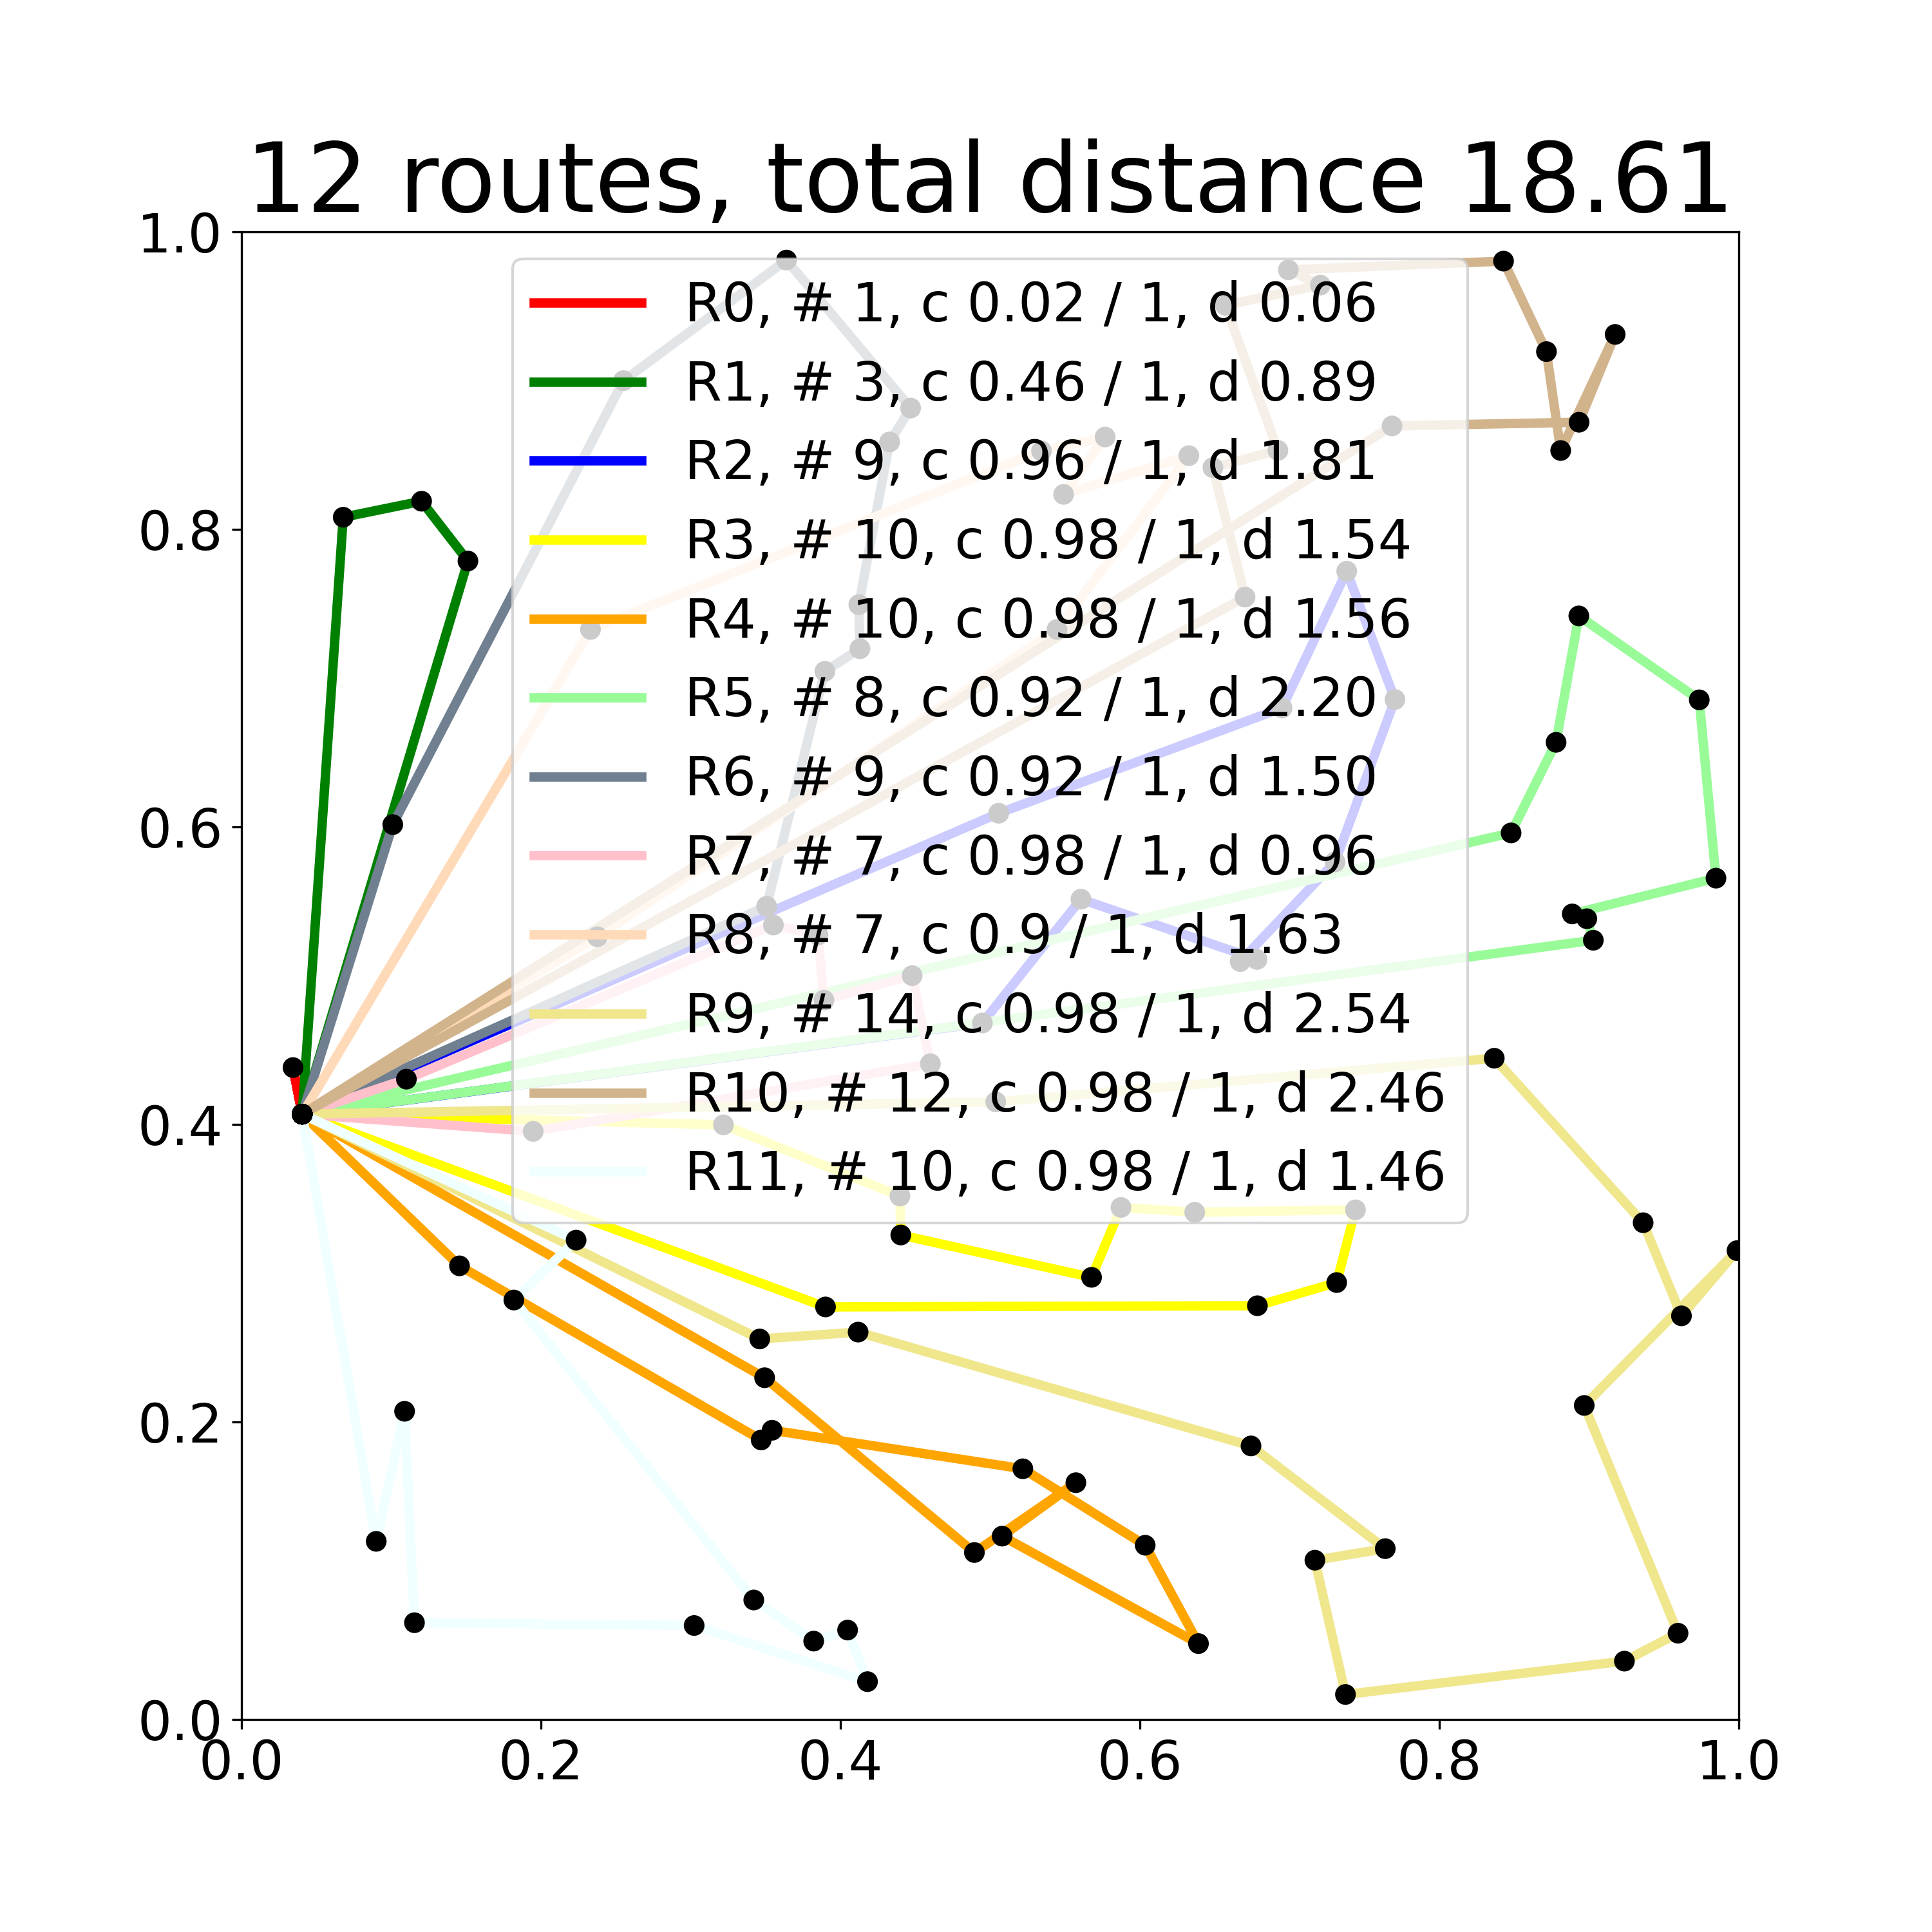 12 routes, total distance 18.61
1.0
0.8
0.6
0.4
0.2
0.0
R0, # 1, c 0.02 / 1, d 0.06
R1, # 3, c 0.46 / 1, d 0.89
R2, # 9, c 0.96 / 1, d 1.81
R3, # 10, c 0.98 / 1, d 1.54
R4, # 10, c 0.98 / 1, d 1.56
R5, # 8, c 0.92 / 1, d 2.20
R6, # 9, c 0.92 / 1, d 1.50
R7, # 7, c 0.98 / 1, d 0.96
R8, # 7, c 0.9 / 1, d 1.63
R9, # 14, c 0.98 / 1, d 2.54
R10, # 12, c 0.98 / 1, d 2.46
R11, # 10, c 0.98 / 1, d 1.46
0.0 0.2 0.4 0.6 0.8 1.0